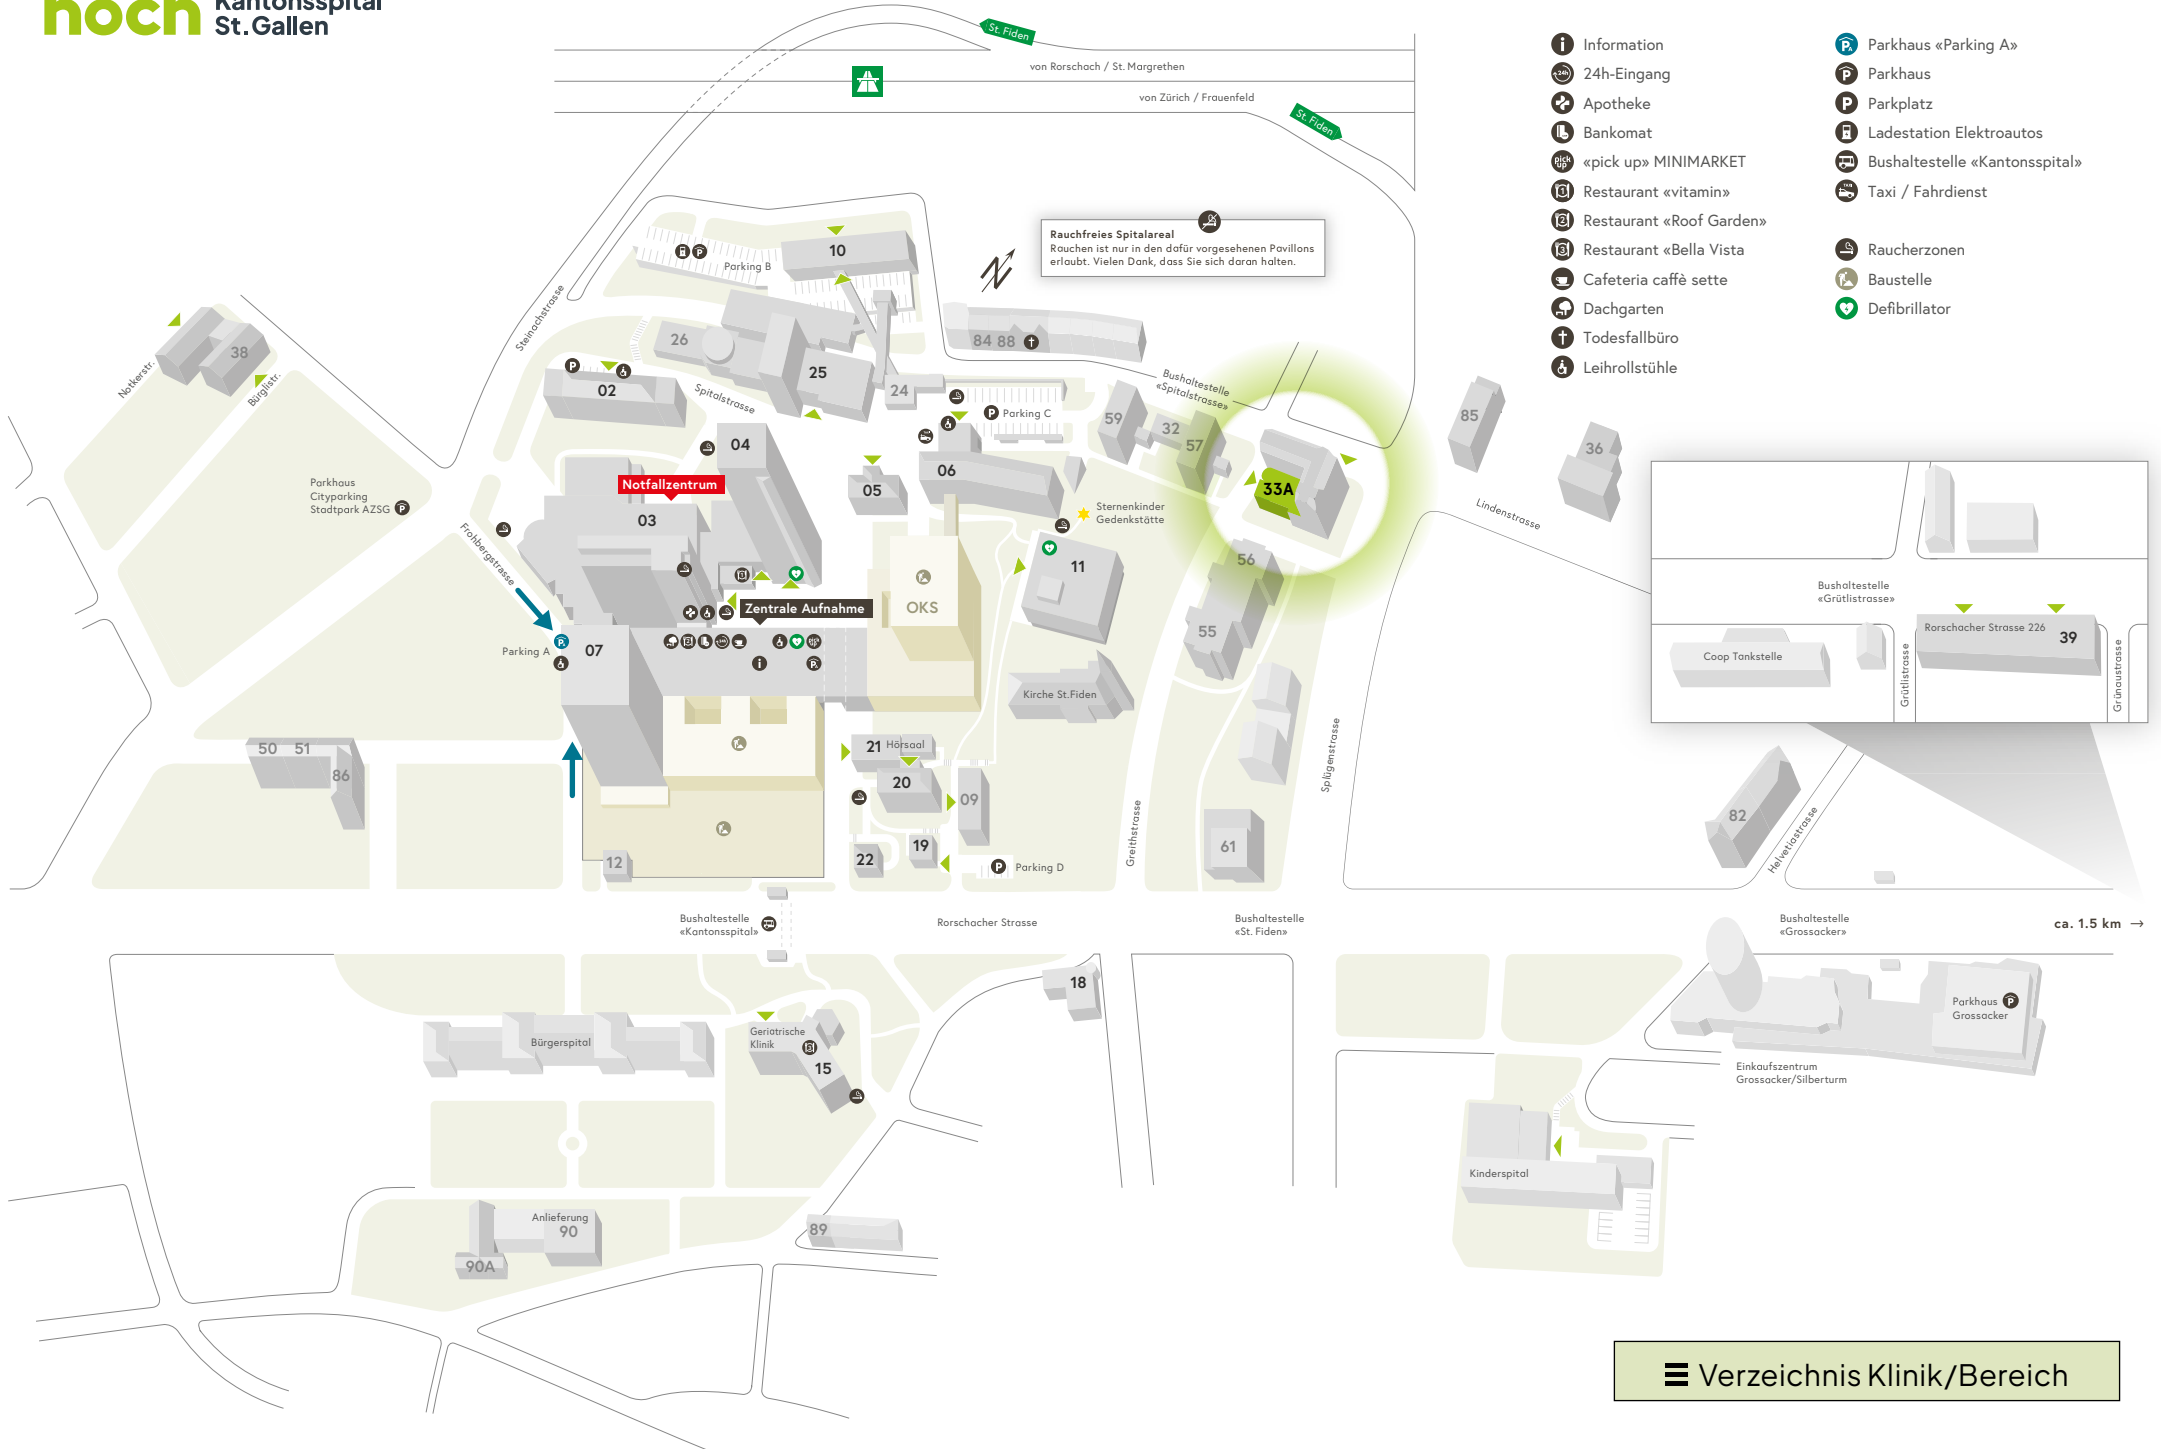 noch
Kantonsspital
St.Gallen
St. Fiden
von Rorschach / St. Margrethen
von Zürich / Frauenfeld
St. Fiden
Information
24h-Eingang
Apotheke
Bankomat
«pick up» MINIMARKET
Restaurant «vitamin»
Restaurant «Roof Garden»
Restaurant «Bella Vista
Cafeteria caffè sette
Dachgarten
Todesfallbüro
Leihrollstühle
Parkhaus «Parking A»
Parkhaus
Parkplatz
Ladestation Elektroautos
Bushaltestelle «Kantonsspital»
Taxi / Fahrdienst
Raucherzonen
Baustelle
Defibrillator
Rauchfreies Spitalareal
Rauchen ist nur in den dafür vorgesehenen Pavillons
erlaubt. Vielen Dank, dass Sie sich daran halten.
N
10
Parking B
Steinachstrasse
26
25
24
84 88
38
Notkerstr.
Bürglistr.
02
Spitalstrasse
Bushaltestelle
«Spitalstrasse»
Parking C
59
32
57
85
36
04
06
05
33A
Notfallzentrum
03
Parkhaus
Cityparking
Stadtpark AZSG
Frohbergstrasse
Sternenkinder
Gedenkstätte
Lindenstrasse
11
56
55
OKS
Zentrale Aufnahme
Parking A
07
Kirche St.Fiden
Bushaltestelle
«Grütlistrasse»
Rorschacher Strasse 226
39
Coop Tankstelle
Grütlistrasse
Grünaustrasse
50 51
86
21 Hörsaal
20
09
19
22
12
Parking D
Greithstrasse
Splügenstrasse
61
82
Helvetiastrasse
Bushaltestelle
«Kantonsspital»
Rorschacher Strasse
Bushaltestelle
«St. Fiden»
Bushaltestelle
«Grossacker»
ca. 1.5 km →
18
Bürgerspital
Geriatrische
Klinik
15
Parkhaus
Grossacker
Einkaufszentrum
Grossacker/Silberturm
Kinderspital
Anlieferung
90
90A
89
Verzeichnis Klinik/Bereich